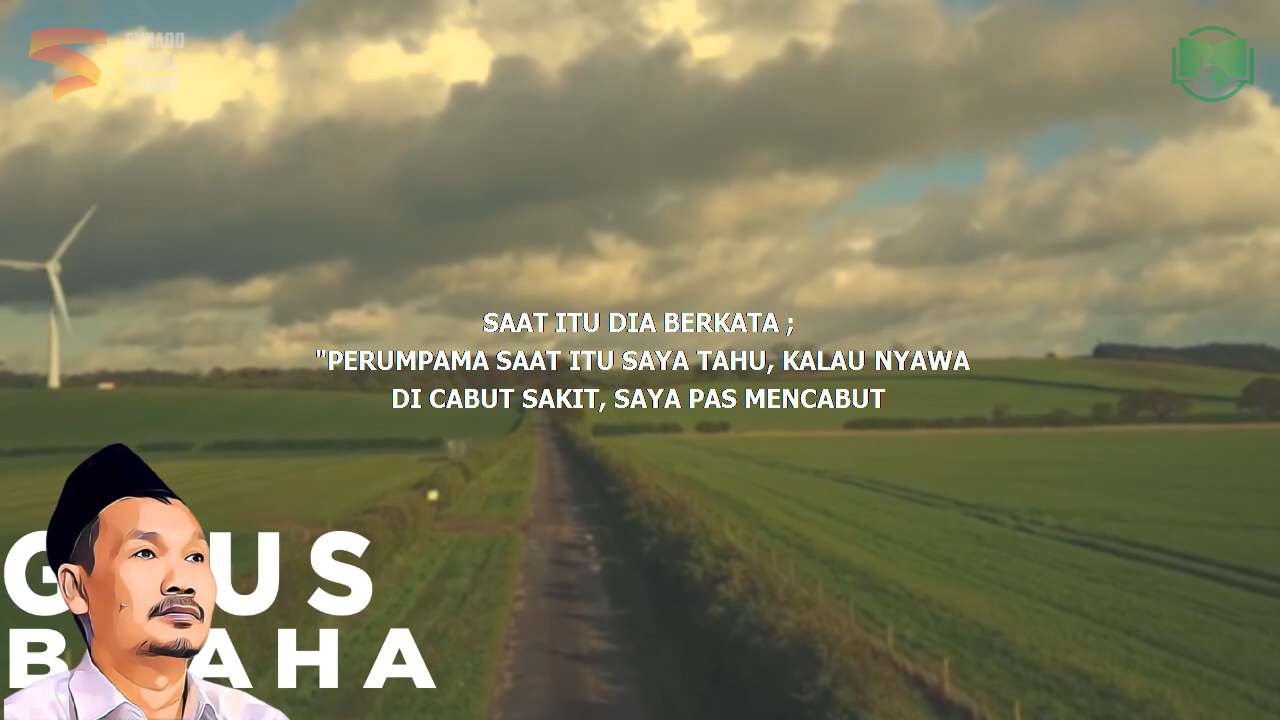 SAAT ITU DIA BERKATA ;
"PERUMPAMA SAAT ITU SAYA TAHU, KALAU NYAWA
DI CABUT SAKIT, SAYA PAS MENCABUT
GUS
BAHA